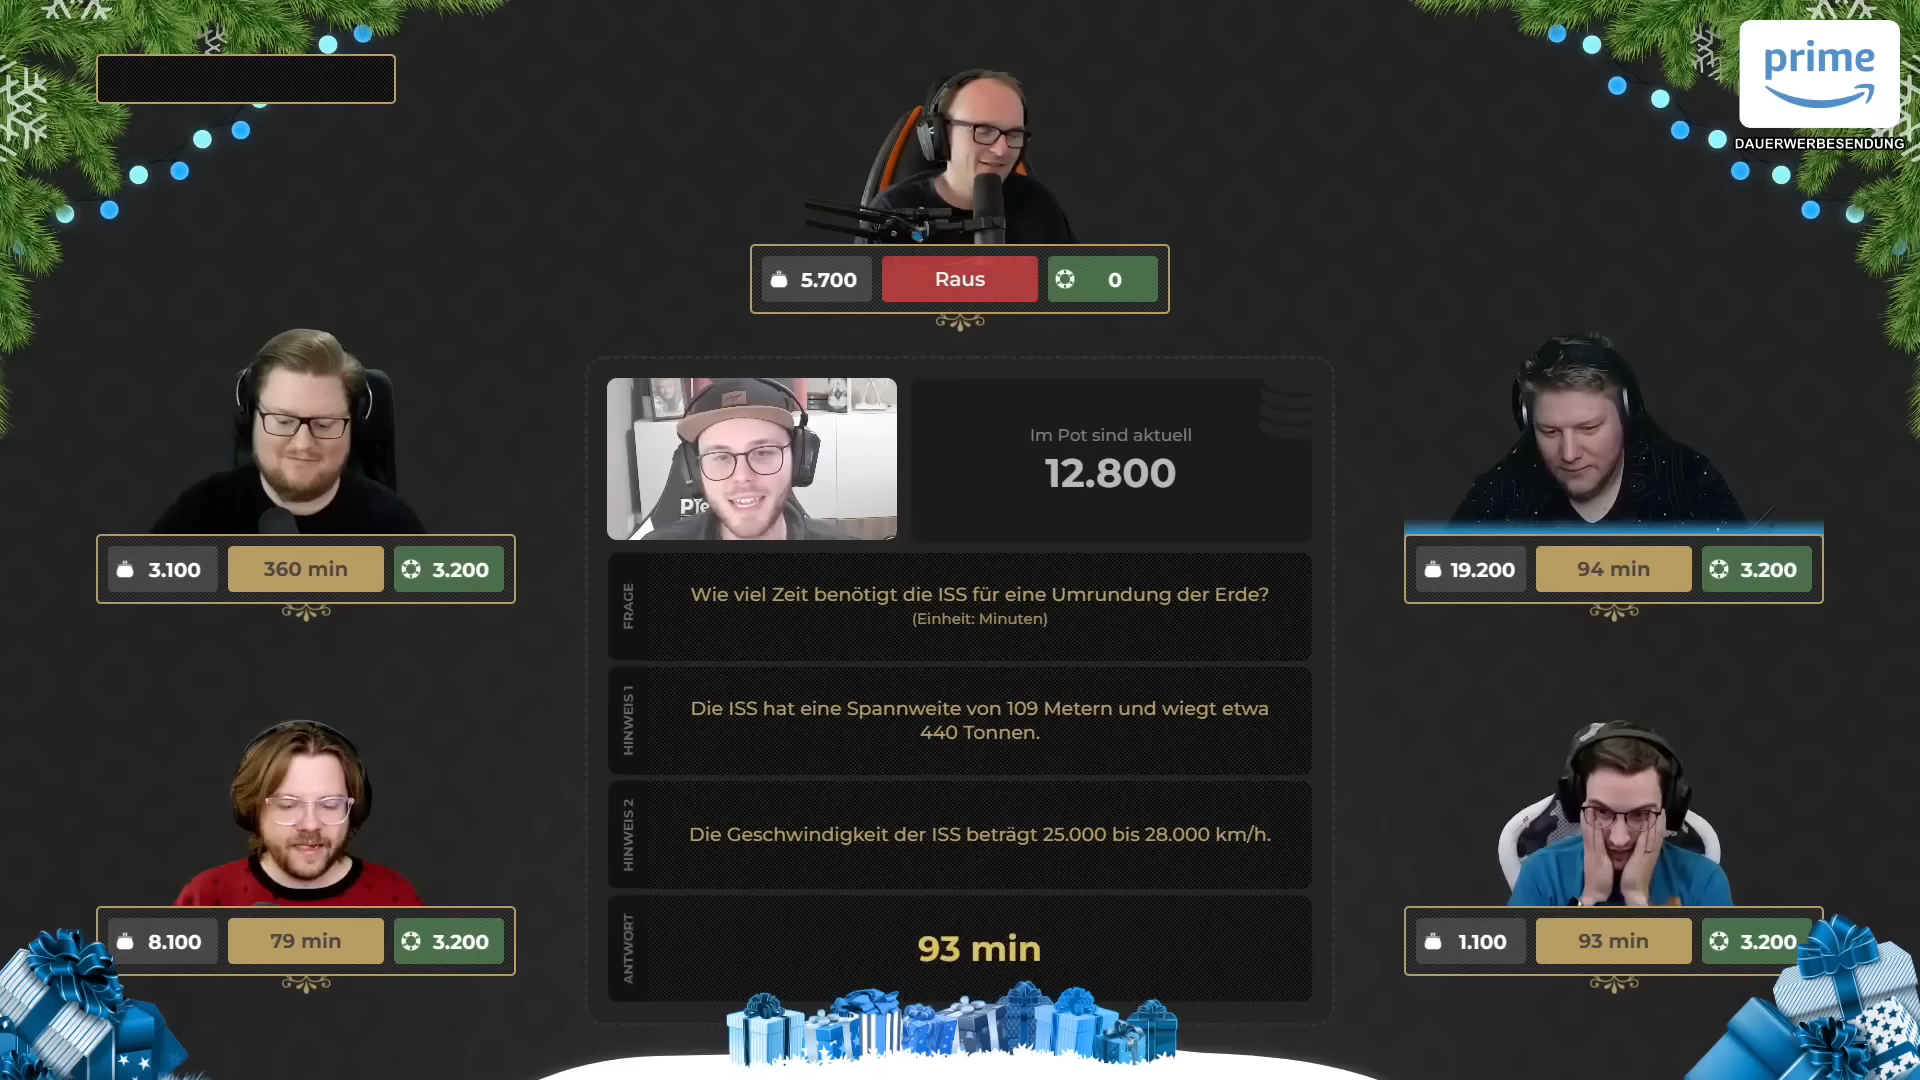 prime
DAUERWERBESENDUNG
5.700
Raus
0
Im Pot sind aktuell
12.800
3.100
360 min
3.200
19.200
94 min
3.200
FRAGE
Wie viel Zeit benötigt die ISS für eine Umrundung der Erde?
(Einheit: Minuten)
HINWEIS 1
Die ISS hat eine Spannweite von 109 Metern und wiegt etwa
440 Tonnen.
HINWEIS 2
Die Geschwindigkeit der ISS beträgt 25.000 bis 28.000 km/h.
8.100
79 min
3.200
ANTWORT
93 min
1.100
93 min
3.200